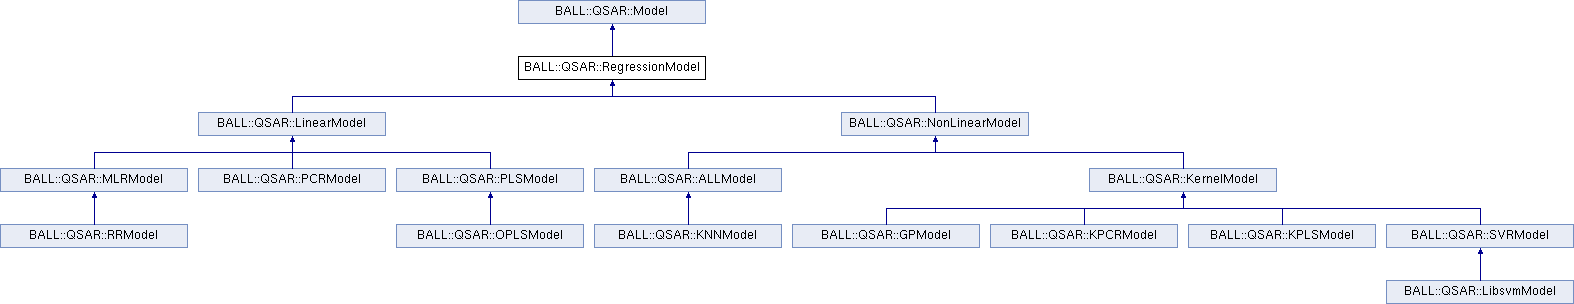 BALL::QSAR::Model
BALL::QSAR::RegressionModel
BALL::QSAR::LinearModel
BALL::QSAR::NonLinearModel
BALL::QSAR::MLRModel
BALL::QSAR::PCRModel
BALL::QSAR::PLSModel
BALL::QSAR::ALLModel
BALL::QSAR::KernelModel
BALL::QSAR::RRModel
BALL::QSAR::OPLSModel
BALL::QSAR::KNNModel
BALL::QSAR::GPModel
BALL::QSAR::KPCRModel
BALL::QSAR::KPLSModel
BALL::QSAR::SVRModel
BALL::QSAR::LibsvmModel